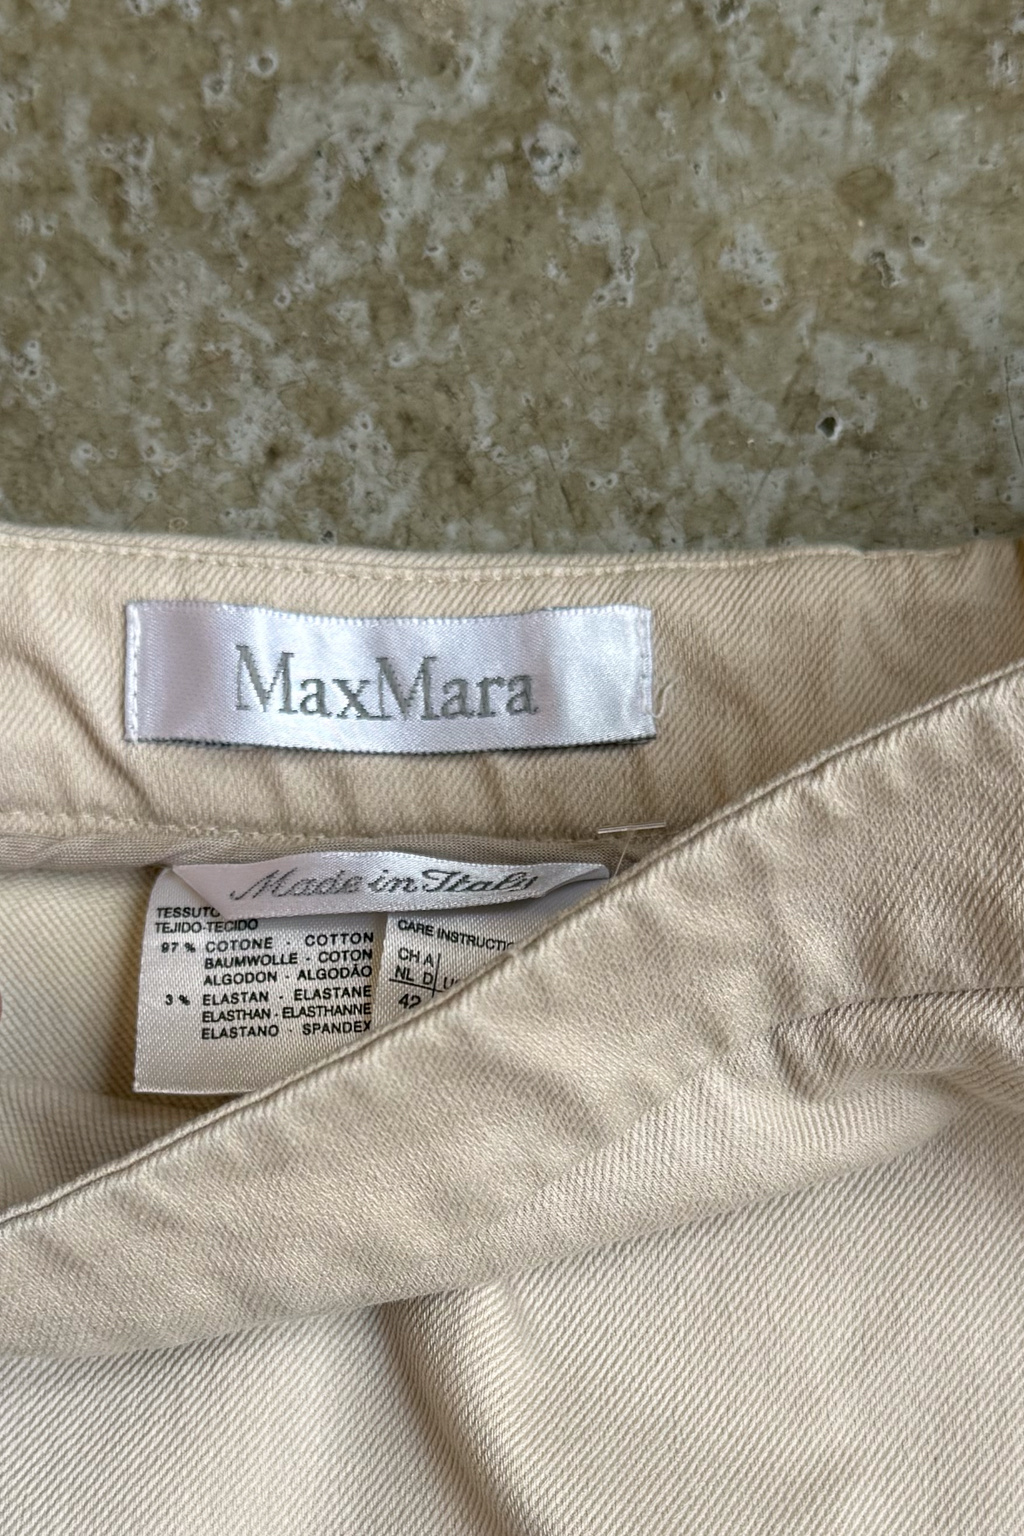 MaxMara
Made in Italy
TEJIDO-TECIDO
97 % COTONE - COTTON
BAUMWOLLE - COTON
ALGODON - ALGODÃO
3 % ELASTAN - ELASTANE
ELASTHAN - ELASTHANNE
ELASTANO - SPANDEX
CARE
CH
NL D
42